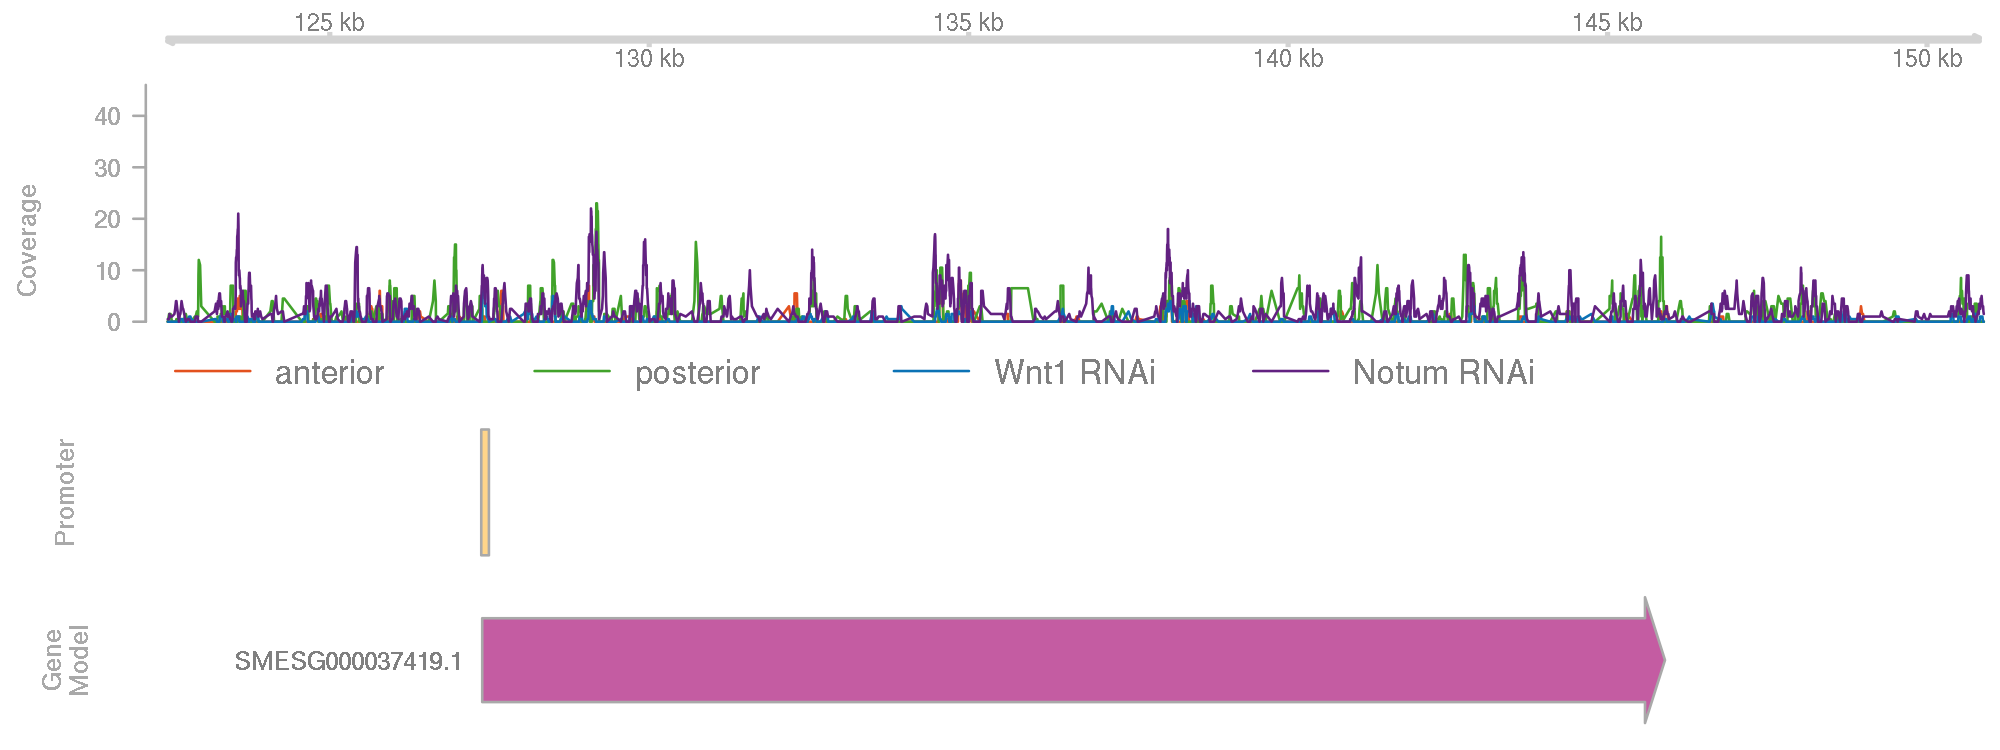 125 kb 135 kb 145 kb
130 kb 140 kb 150 kb
Coverage
40
30
20
10
0
anterior posterior Wnt1 RNAi Notum RNAi
Promoter
Gene
Model
SMESG000037419.1